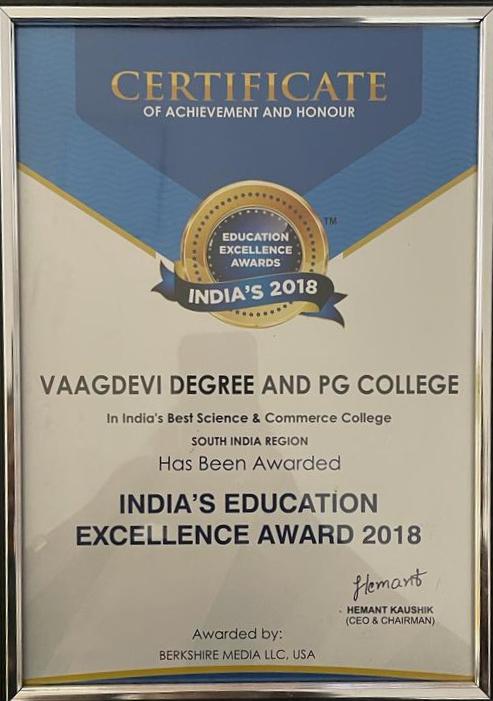 CERTIFICATE
OF ACHIEVEMENT AND HONOUR
TM
EDUCATION
EXCELLENCE
AWARDS
INDIA'S 2018
VAAGDEVI DEGREE AND PG COLLEGE
In India's Best Science & Commerce College
SOUTH INDIA REGION
Has Been Awarded
INDIA'S EDUCATION
EXCELLENCE AWARD 2018
Hemant
HEMANT KAUSHIK
(CEO & CHAIRMAN)
Awarded by:
BERKSHIRE MEDIA LLC, USA